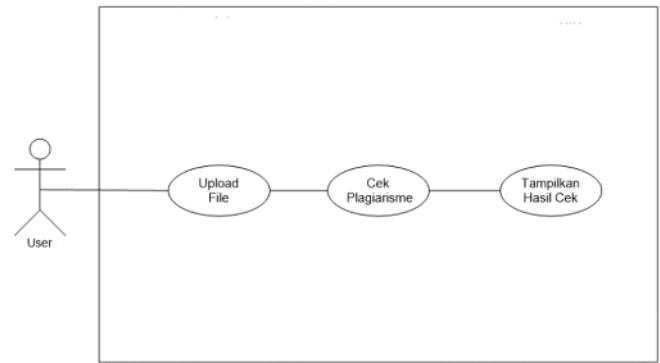 Upload
File
Cek
Plagiarisme
Tampilkan
Hasil Cek
User